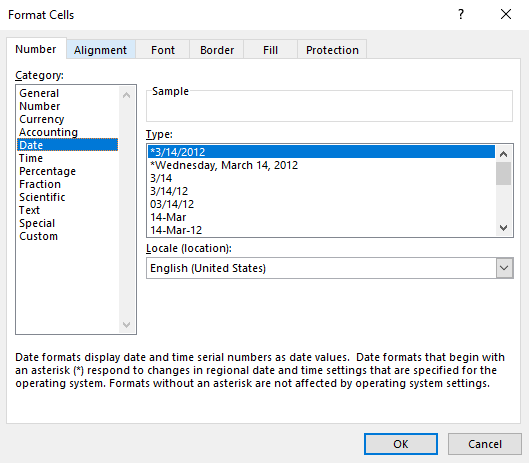 Format Cells
?
Number Alignment Font Border Fill Protection
Category:
General
Number
Currency
Accounting
Date
Time
Percentage
Fraction
Scientific
Text
Special
Custom
Sample
Type:
*3/14/2012
*Wednesday, March 14, 2012
3/14
3/14/12
03/14/12
14-Mar
14-Mar-12
Locale (location):
English (United States)
Date formats display date and time serial numbers as date values.  Date formats that begin with
an asterisk (*) respond to changes in regional date and time settings that are specified for the
operating system. Formats without an asterisk are not affected by operating system settings.
OK Cancel